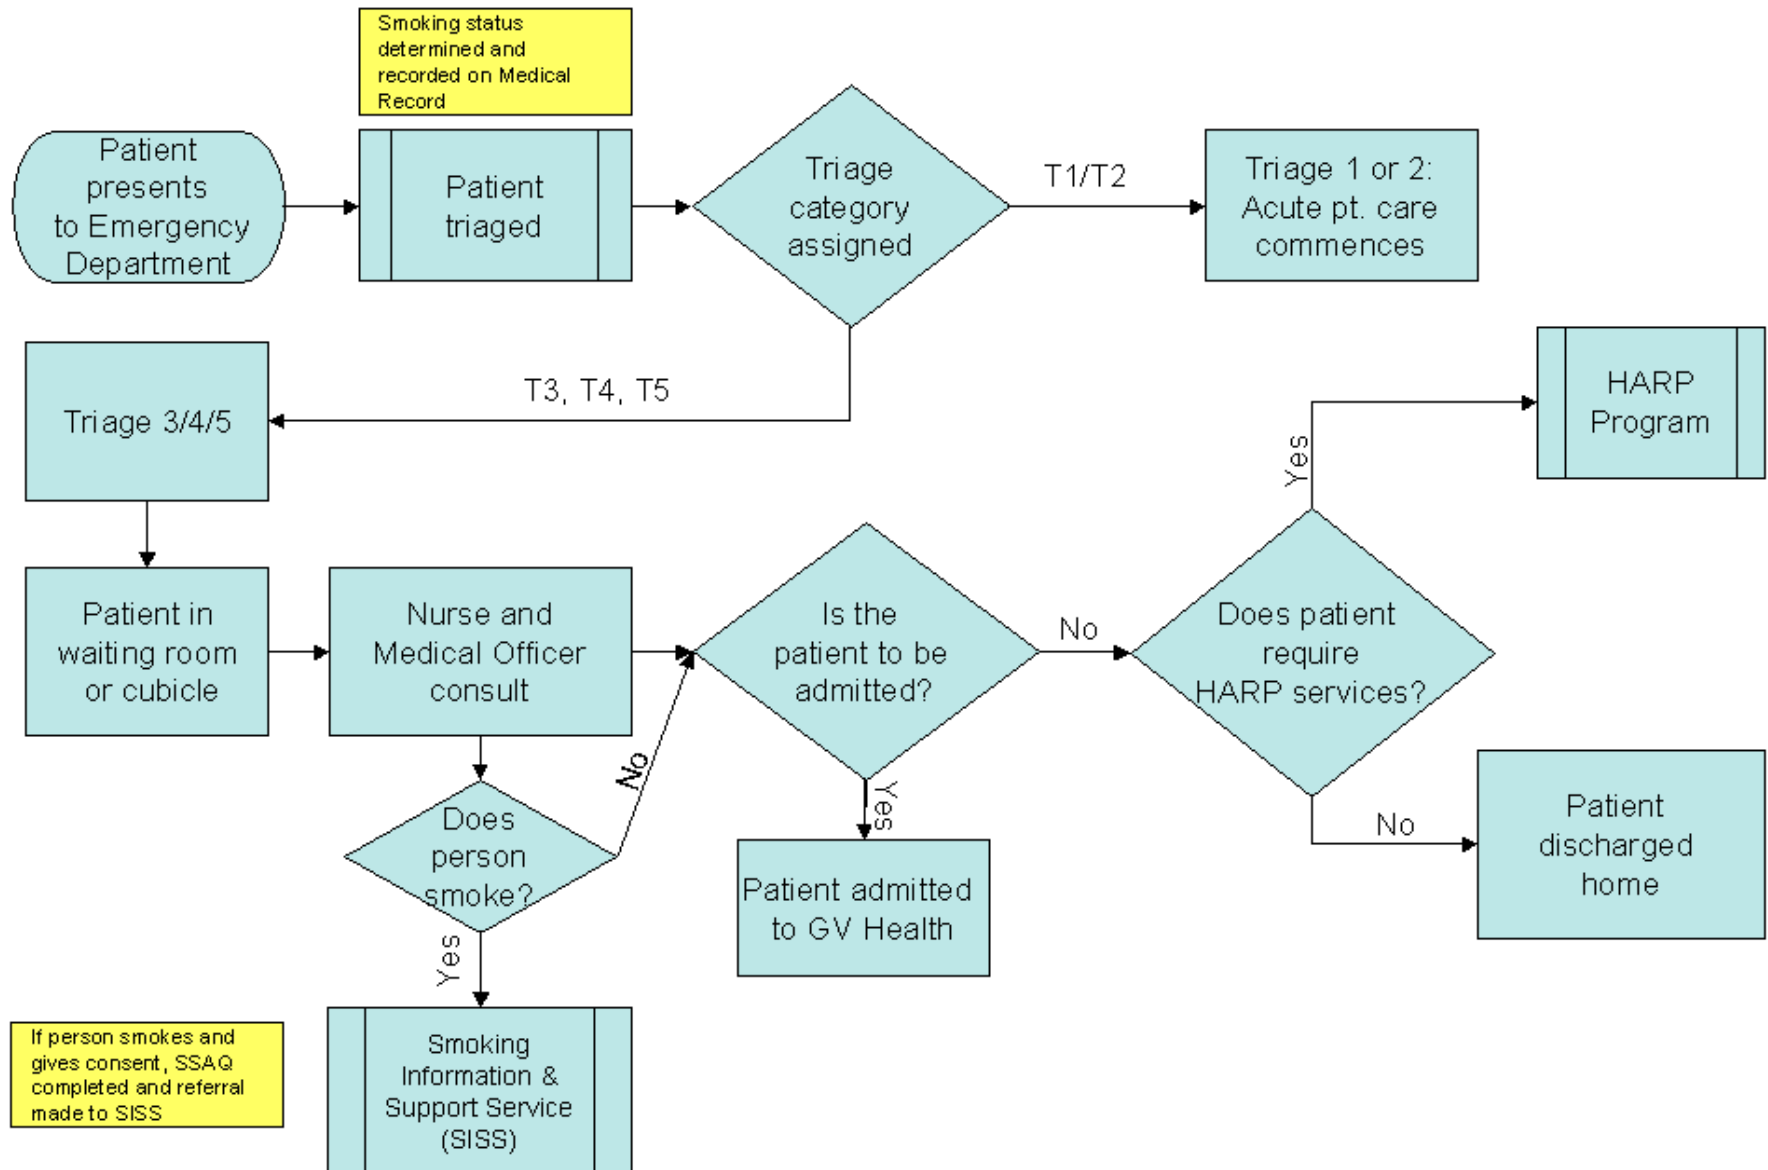 Smoking status
determined and
recorded on Medical
Record
Patient
presents
to Emergency
Department
Patient
triaged
Triage
category
assigned
T1/T2
Triage 1 or 2:
Acute pt. care
commences
T3, T4, T5
Triage 3/4/5
HARP
Program
Yes
Patient in
waiting room
or cubicle
Nurse and
Medical Officer
consult
Is the
patient to be
admitted?
No
Does patient
require
HARP services?
No
Does
person
smoke?
Yes
Patient admitted
to GV Health
No
Patient
discharged
home
Yes
If person smokes and
gives consent, SSAQ
completed and referral
made to SISS
Smoking
Information &
Support Service
(SISS)